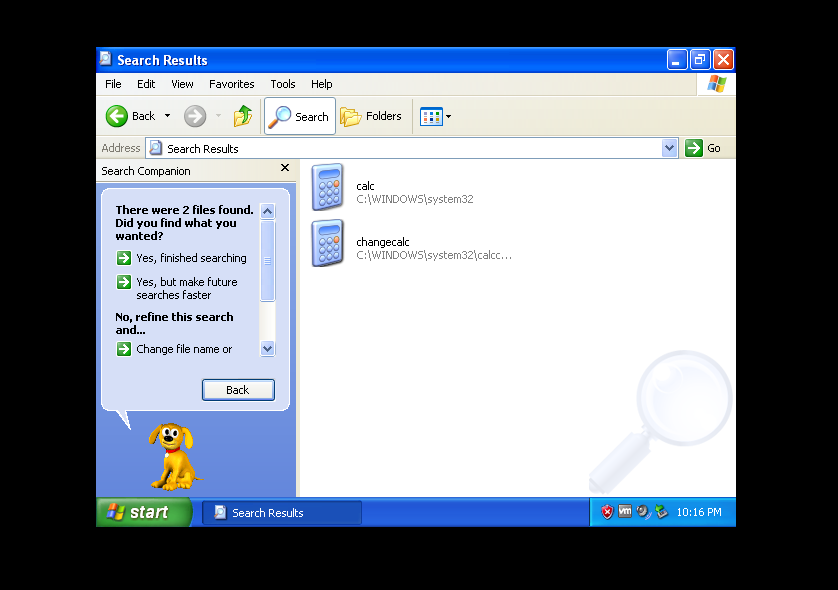 Search Results
File Edit View Favorites Tools Help
Back Search Folders
Address Search Results Go
Search Companion
There were 2 files found.
Did you find what you
wanted?
Yes, finished searching
Yes, but make future
searches faster
No, refine this search
and...
Change file name or
Back
calc
C:\WINDOWS\system32
changecalc
C:\WINDOWS\system32\calcc...
start Search Results vm 10:16 PM